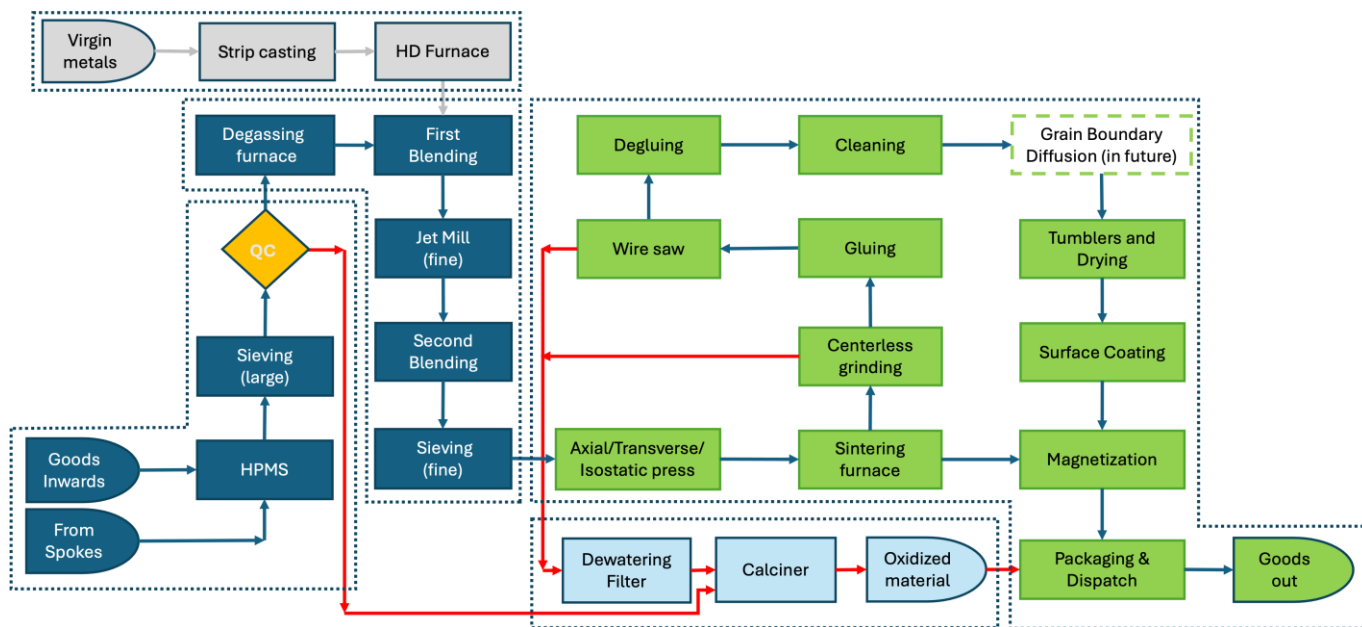 Virgin
metals
Strip casting
HD Furnace
Degassing
furnace
First
Blending
Degluing
Cleaning
Grain Boundary
Diffusion (in future)
QC
Jet Mill
(fine)
Wire saw
Gluing
Tumblers and
Drying
Sieving
(large)
Second
Blending
Centerless
grinding
Surface Coating
Goods
Inwards
HPMS
Sieving
(fine)
Axial/Transverse/
Isostatic press
Sintering
furnace
Magnetization
From
Spokes
Dewatering
Filter
Calciner
Oxidized
material
Packaging &
Dispatch
Goods
out